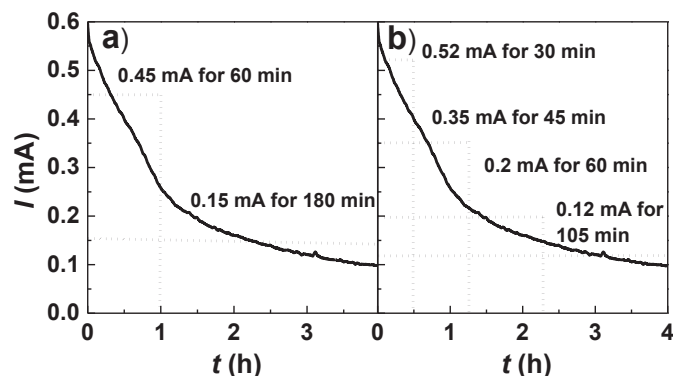 a)
b)
0.45 mA for 60 min
0.15 mA for 180 min
0.52 mA for 30 min
0.35 mA for 45 min
0.2 mA for 60 min
0.12 mA for
105 min
I (mA)
0.6
0.5
0.4
0.3
0.2
0.1
0.0
0 1 2 3 0 1 2 3 4
t (h) t (h)